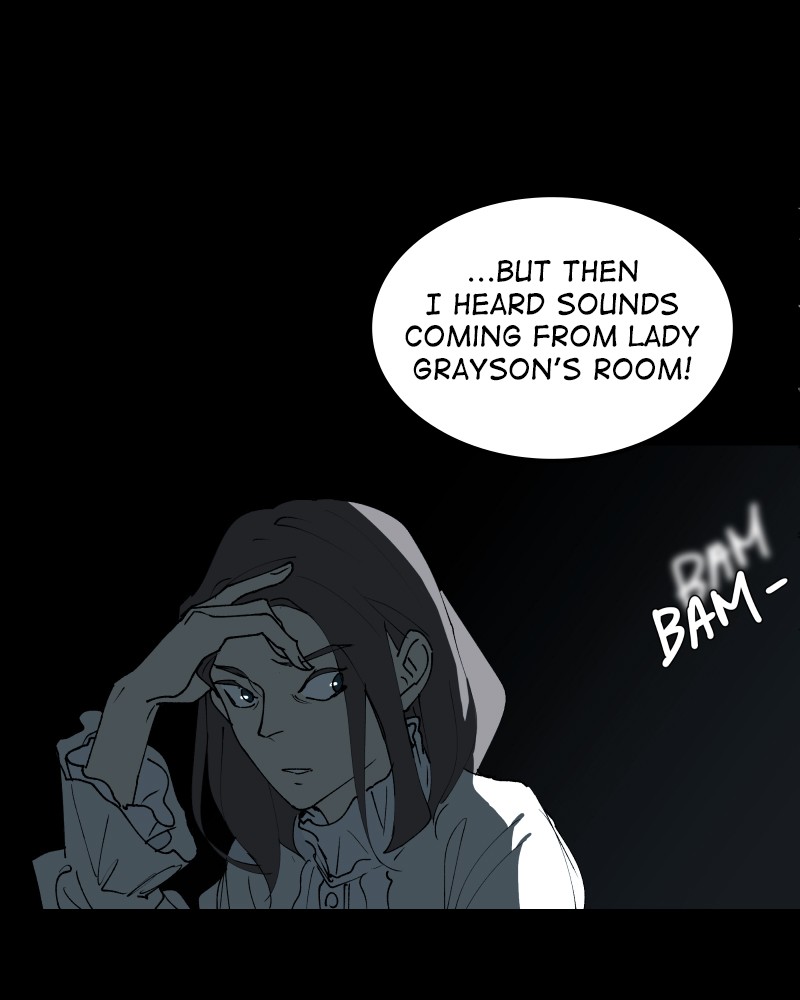 ...BUT THEN
I HEARD SOUNDS
COMING FROM LADY
GRAYSON'S ROOM!
BAM
BAM-